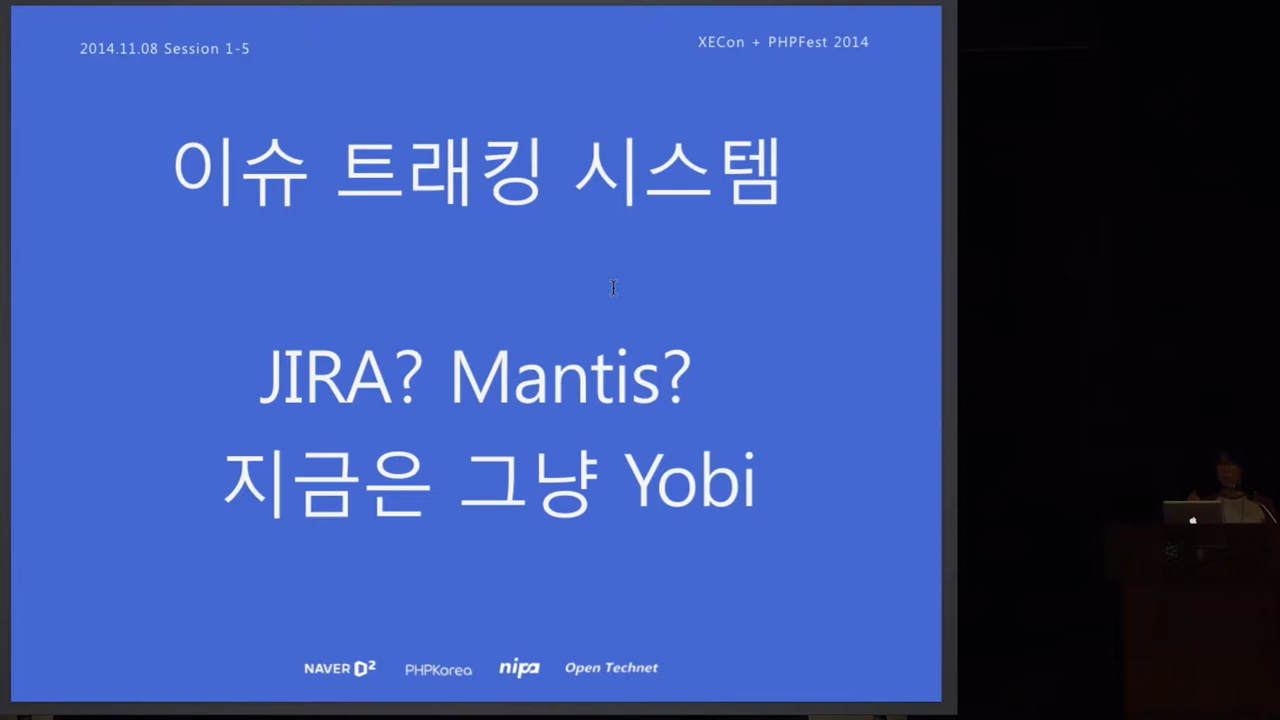 2014.11.08 Session 1-5
XECon + PHPFest 2014
이슈 트래킹 시스템
JIRA? Mantis?
지금은 그냥 Yobi
NAVER D2 PHPKorea nipa Open Technet